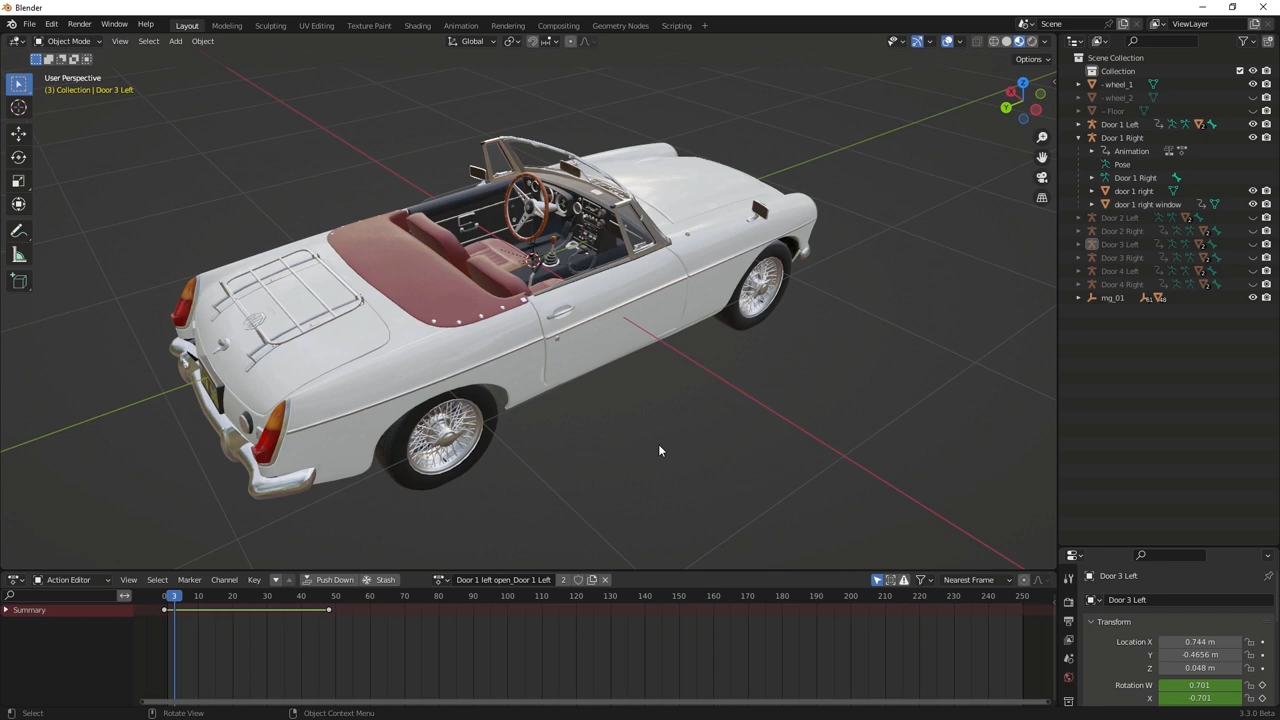 Blender
File Edit Render Window Help Layout Modeling Sculpting UV Editing Texture Paint Shading Animation Rendering Compositing Geometry Nodes Scripting + Scene ViewLayer
Object Mode View Select Add Object Global
Options
User Perspective
(3) Collection | Door 3 Left
Z
X
Y
Scene Collection
Collection
- wheel_1
- wheel_2
- Floor
Door 1 Left
Door 1 Right
Animation
Pose
Door 1 Right
door 1 right
door 1 right window
Door 2 Left
Door 2 Right
Door 3 Left
Door 3 Right
Door 4 Left
Door 4 Right
mg_01
Action Editor View Select Marker Channel Key Push Down Stash Door 1 left open_Door 1 Left 2 Nearest Frame
0 3 10 20 30 40 50 60 70 80 90 100 110 120 130 140 150 160 170 180 190 200 210 220 230 240 250
Summary
Door 3 Left
Door 3 Left
Transform
Location X 0.744 m
Y -0.4656 m
Z 0.048 m
Rotation W 0.701
X -0.701
Select Rotate View Object Context Menu 3.3.0 Beta